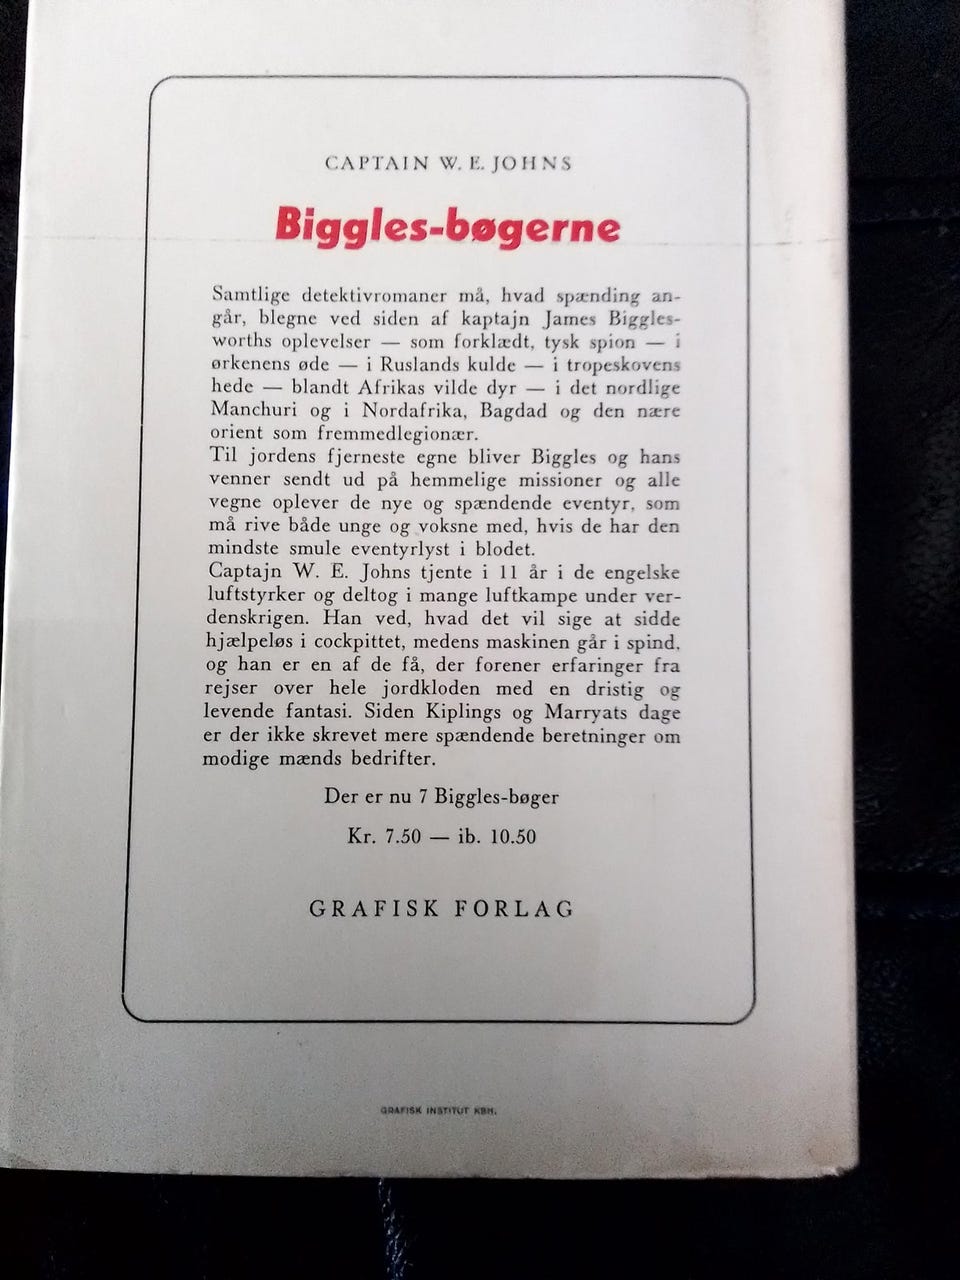 CAPTAIN W. E. JOHNS
Biggles-bøgerne
Samtlige detektivromaner må, hvad spænding an-
går, blegne ved siden af kaptajn James Biggles-
worths oplevelser — som forklædt, tysk spion — i
ørkenens øde — i Ruslands kulde — i tropeskovens
hede — blandt Afrikas vilde dyr — i det nordlige
Manchuri og i Nordafrika, Bagdad og den nære
orient som fremmedlegionær.
Til jordens fjerneste egne bliver Biggles og hans
venner sendt ud på hemmelige missioner og alle
vegne oplever de nye og spændende eventyr, som
må rive både unge og voksne med, hvis de har den
mindste smule eventyrlyst i blodet.
Captajn W. E. Johns tjente i 11 år i de engelske
luftstyrker og deltog i mange luftkampe under ver-
denskrigen. Han ved, hvad det vil sige at sidde
hjælpeløs i cockpittet, medens maskinen går i spind,
og han er en af de få, der forener erfaringer fra
rejser over hele jordkloden med en dristig og
levende fantasi. Siden Kiplings og Marryats dage
er der ikke skrevet mere spændende beretninger om
modige mænds bedrifter.
Der er nu 7 Biggles-bøger
Kr. 7.50 — ib. 10.50
GRAFISK FORLAG
GRAFISK INSTITUT KBH.